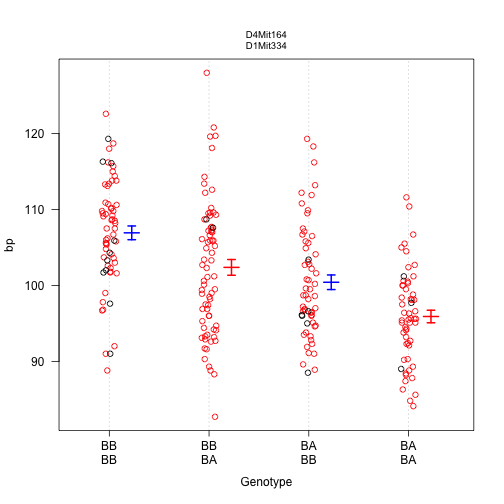 D4Mit164
D1Mit334
bp
120
110
100
90
BB BB BA BA
BB BA BB BA
Genotype